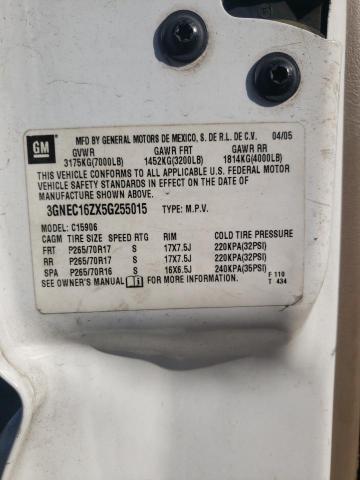 GM MFD BY GENERAL MOTORS DE MEXICO, S. DE R.L. DE C.V. 04/05
GVWR GAWR FRT GAWR RR
3175KG(7000LB) 1452KG(3200LB) 1814KG(4000LB)
THIS VEHICLE CONFORMS TO ALL APPLICABLE U.S. FEDERAL MOTOR
VEHICLE SAFETY STANDARDS IN EFFECT ON THE DATE OF
MANUFACTURE SHOWN ABOVE.
3GNEC16ZX5G255015 TYPE: M.P.V.
MODEL: C15906
CAGM TIRE SIZE SPEED RTG RIM COLD TIRE PRESSURE
FRT P265/70R17 S 17X7.5J 220KPA(32PSI)
RR P265/70R17 S 17X7.5J 220KPA(32PSI)
SPA P265/70R16 S 16X6.5J 240KPA(35PSI)
SEE OWNER'S MANUAL FOR MORE INFORMATION. F 110
T 434